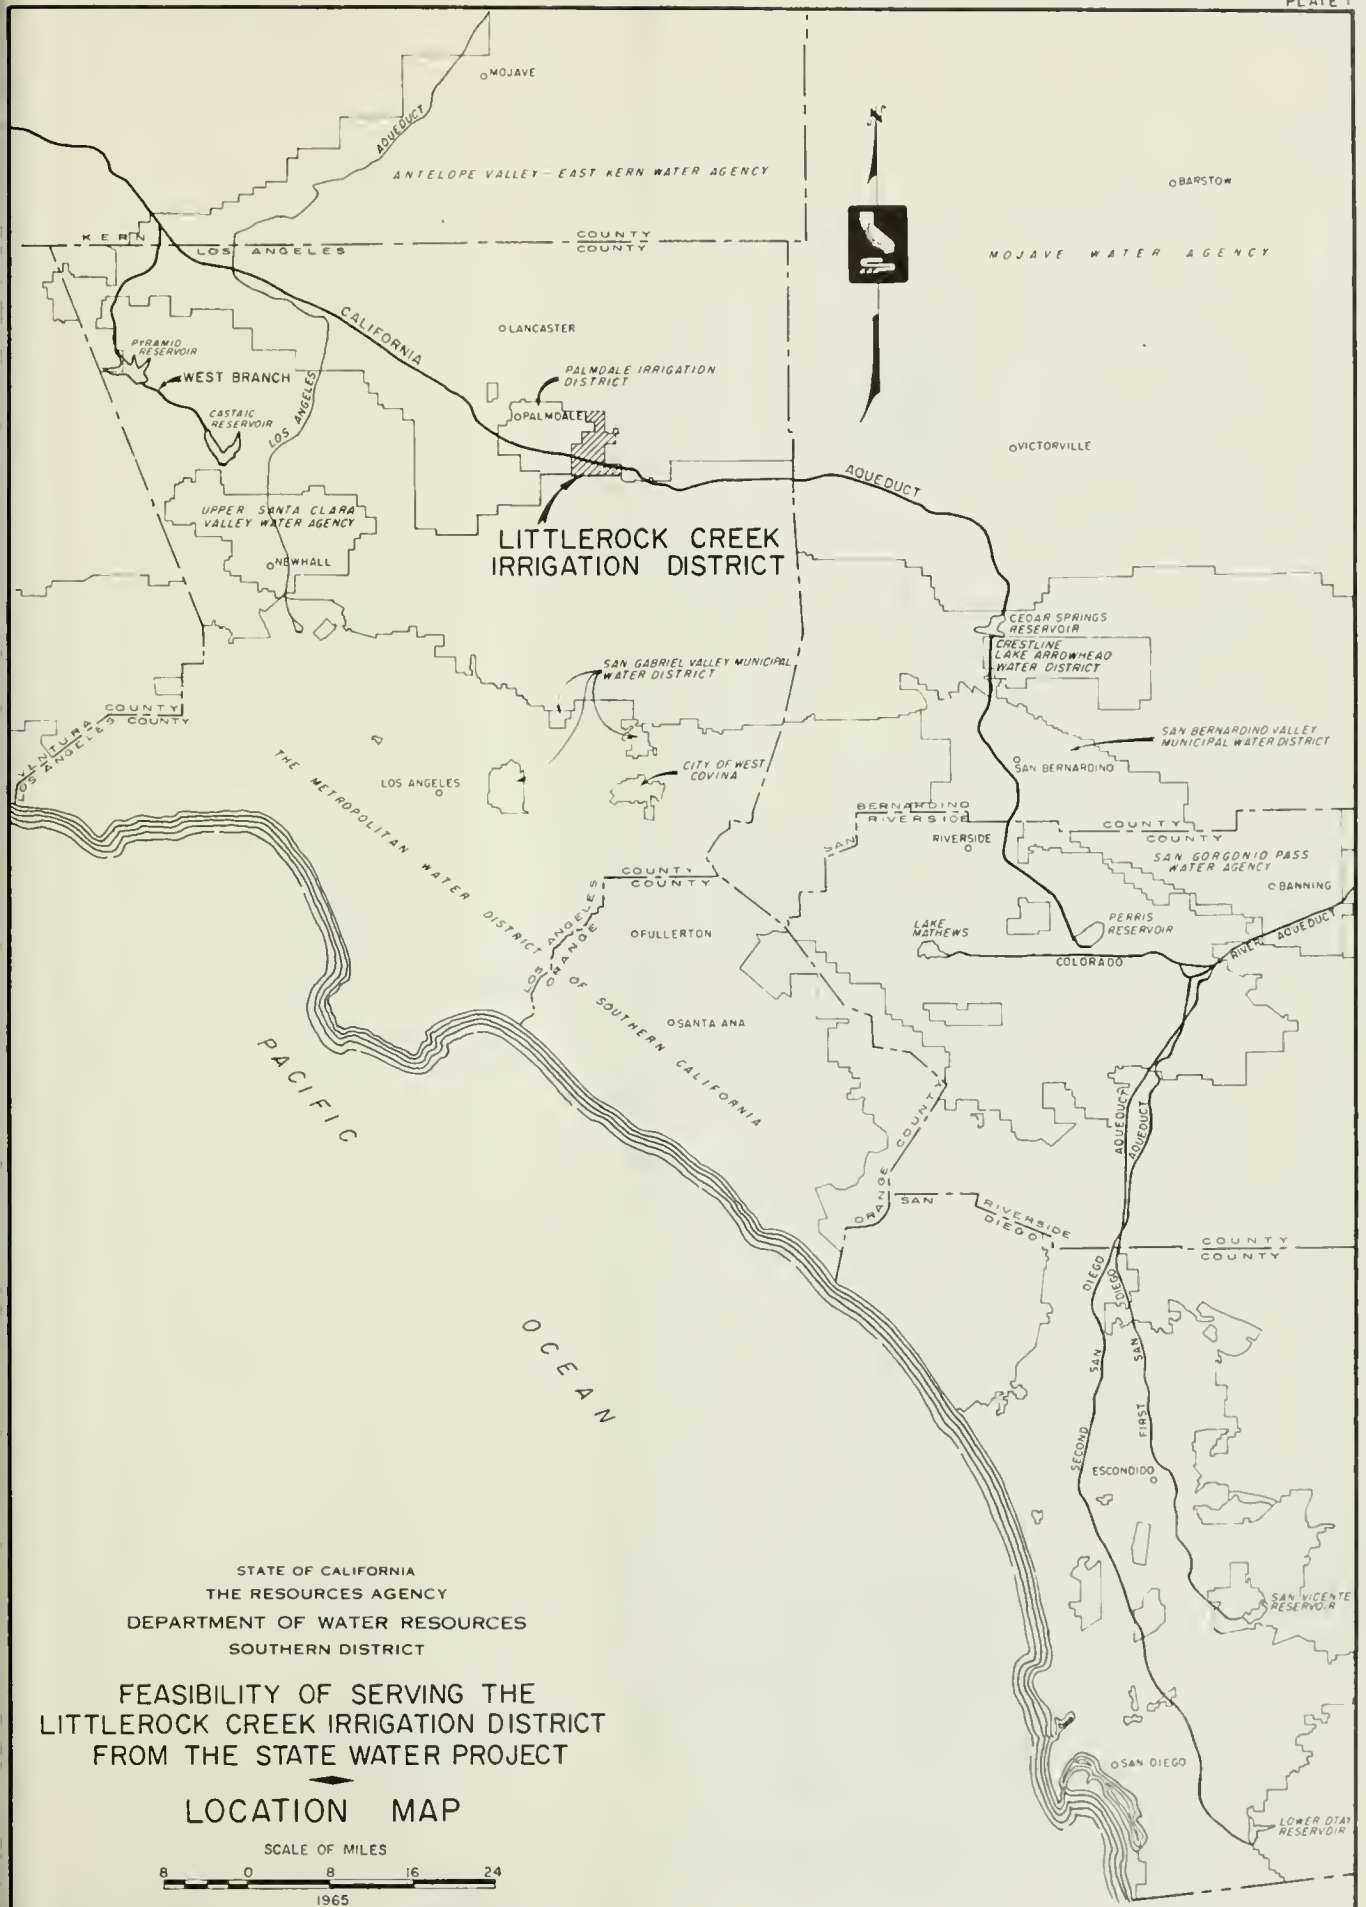 PLATE 1
MOJAVE
AQUEDUCT
ANTELOPE VALLEY - EAST KERN WATER AGENCY
N
BARSTOW
MOJAVE WATER AGENCY
KERN COUNTY
LOS ANGELES COUNTY
CALIFORNIA
LANCASTER
PYRAMID
RESERVOIR
WEST BRANCH
PALMDALE IRRIGATION
DISTRICT
PALMDALE
CASTAIC
RESERVOIR
LOS ANGELES
VICTORVILLE
AQUEDUCT
UPPER SANTA CLARA
VALLEY WATER AGENCY
LITTLEROCK CREEK
IRRIGATION DISTRICT
NEWHALL
CEDAR SPRINGS
RESERVOIR
CRESTLINE
LAKE ARROWHEAD
WATER DISTRICT
SAN GABRIEL VALLEY MUNICIPAL
WATER DISTRICT
VENTURA COUNTY
LOS ANGELES COUNTY
SAN BERNARDINO VALLEY
MUNICIPAL WATER DISTRICT
SAN BERNARDINO
LOS ANGELES
CITY OF WEST
COVINA
THE METROPOLITAN WATER DISTRICT OF SOUTHERN CALIFORNIA
SAN BERNARDINO COUNTY
RIVERSIDE COUNTY
RIVERSIDE
SAN GORGONIO PASS
WATER AGENCY
BANNING
LOS ANGELES COUNTY
ORANGE COUNTY
FULLERTON
LAKE
MATHEWS
PERRIS
RESERVOIR
COLORADO RIVER AQUEDUCT
SANTA ANA
PACIFIC
OCEAN
ORANGE COUNTY
AQUEDUCT
AQUEDUCT
RIVERSIDE COUNTY
SAN DIEGO COUNTY
SECOND SAN DIEGO
FIRST SAN DIEGO
ESCONDIDO
SAN VICENTE
RESERVOIR
SAN DIEGO
LOWER OTAY
RESERVOIR
STATE OF CALIFORNIA
THE RESOURCES AGENCY
DEPARTMENT OF WATER RESOURCES
SOUTHERN DISTRICT
FEASIBILITY OF SERVING THE
LITTLEROCK CREEK IRRIGATION DISTRICT
FROM THE STATE WATER PROJECT
LOCATION MAP
SCALE OF MILES
8 0 8 16 24
1965